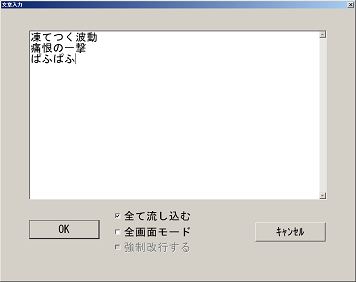 文章入力
凍てつく波動
痛恨の一撃
ぱふぱふ
全て流し込む
全画面モード
強制改行する
OK
キャンセル